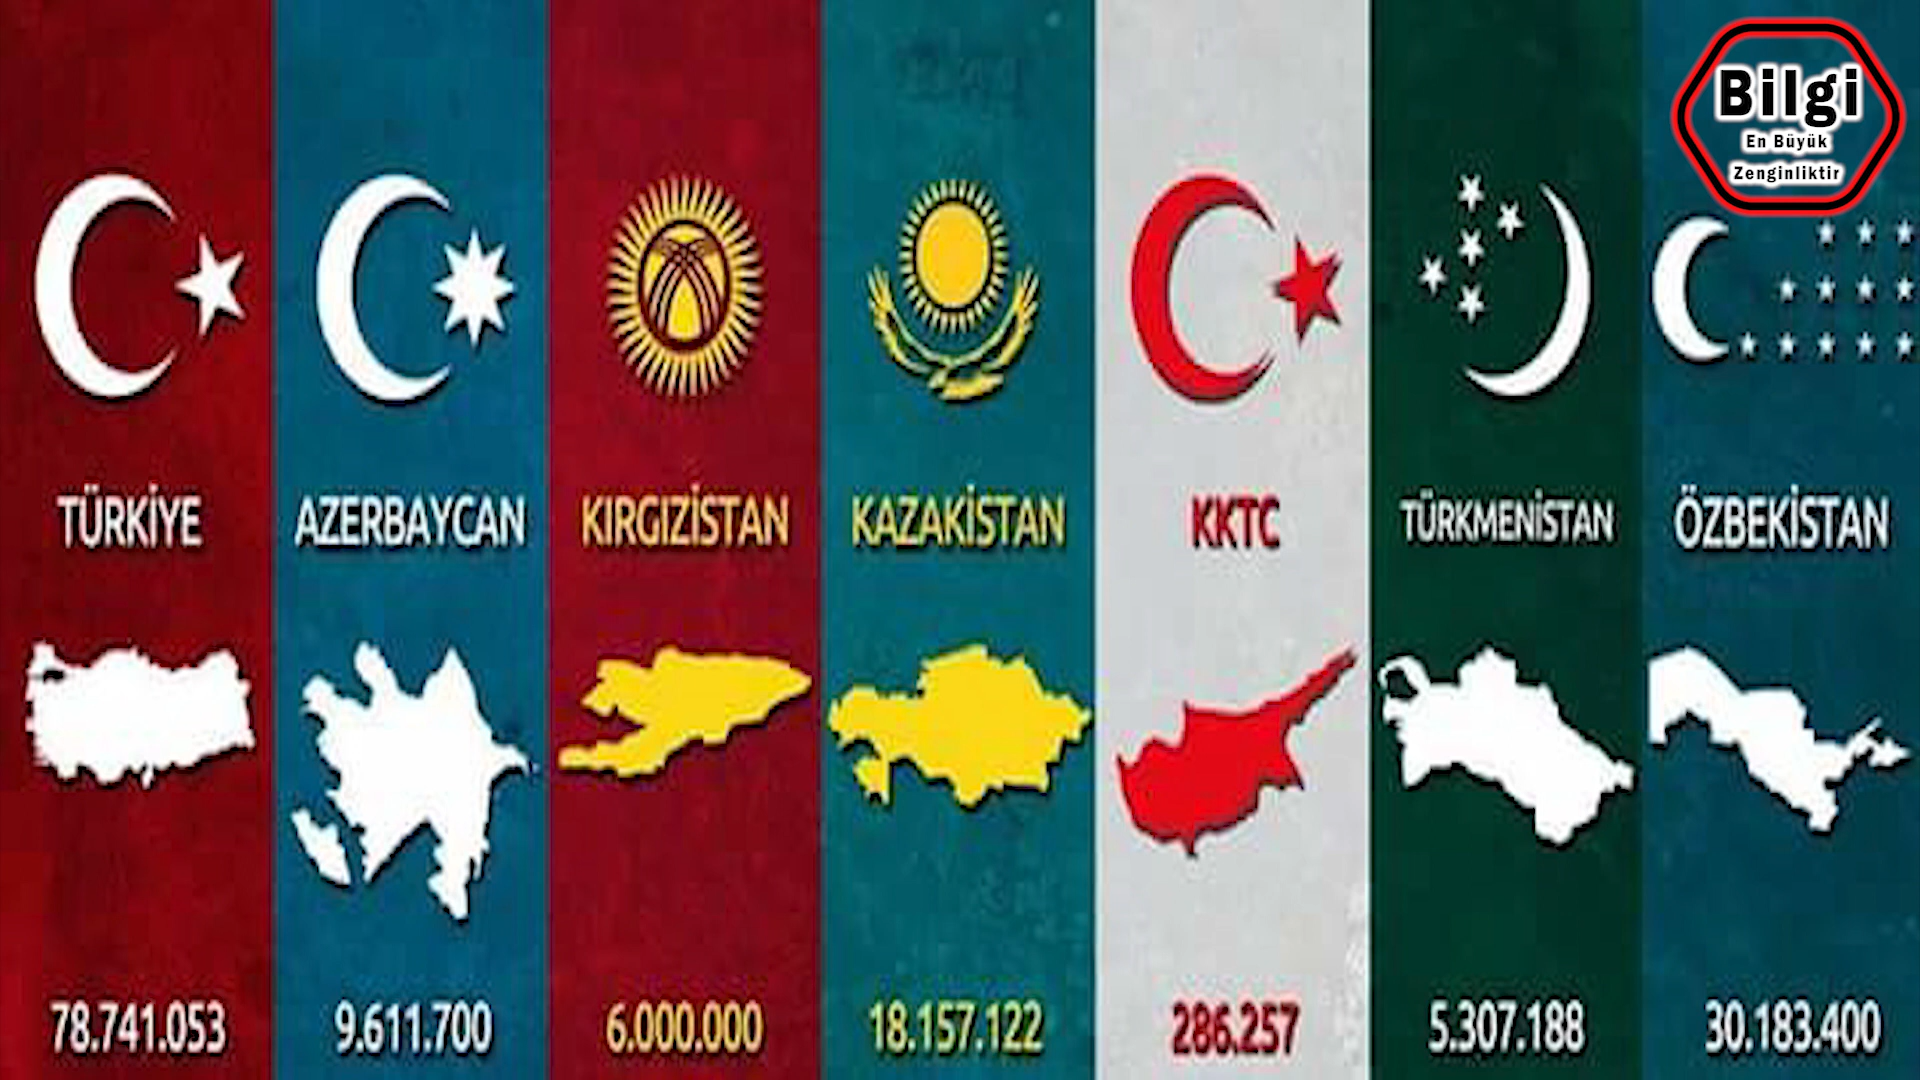 Bilgi
En Büyük
Zenginliktir
TÜRKİYE
AZERBAYCAN
KIRGIZİSTAN
KAZAKİSTAN
KKTC
TÜRKMENİSTAN
ÖZBEKİSTAN
78.741.053
9.611.700
6.000.000
18.157.122
286.257
5.307.188
30.183.400